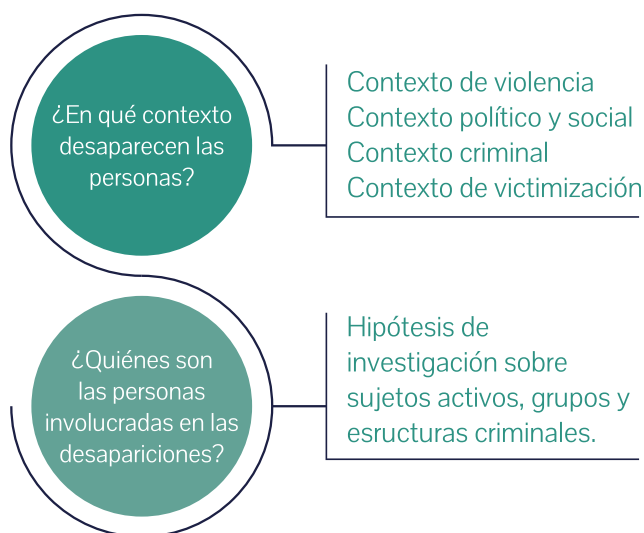 ¿En qué contexto
desaparecen las
personas?
Contexto de violencia
Contexto político y social
Contexto criminal
Contexto de victimización
¿Quiénes son
las personas
involucradas en las
desapariciones?
Hipótesis de
investigación sobre
sujetos activos, grupos y
esructuras criminales.